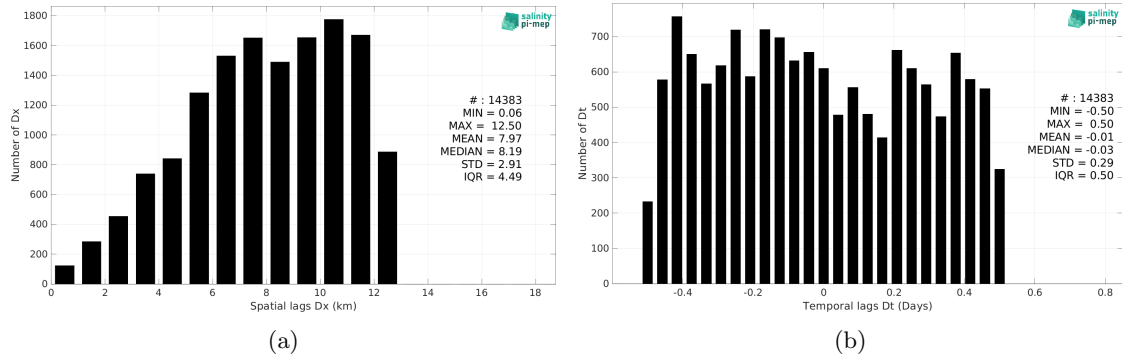 1800
1600
1400
1200
1000
800
600
400
200
0
Number of Dx
salinity
pi-mep
# : 14383
MIN = 0.06
MAX = 12.50
MEAN = 7.97
MEDIAN = 8.19
STD = 2.91
IQR = 4.49
0 2 4 6 8 10 12 14 16 18
Spatial lags Dx (km)
(a)
700
600
500
400
300
200
100
0
Number of Dt
salinity
pi-mep
# : 14383
MIN = -0.50
MAX = 0.50
MEAN = -0.01
MEDIAN = -0.03
STD = 0.29
IQR = 0.50
-0.4 -0.2 0 0.2 0.4 0.6 0.8
Temporal lags Dt (Days)
(b)